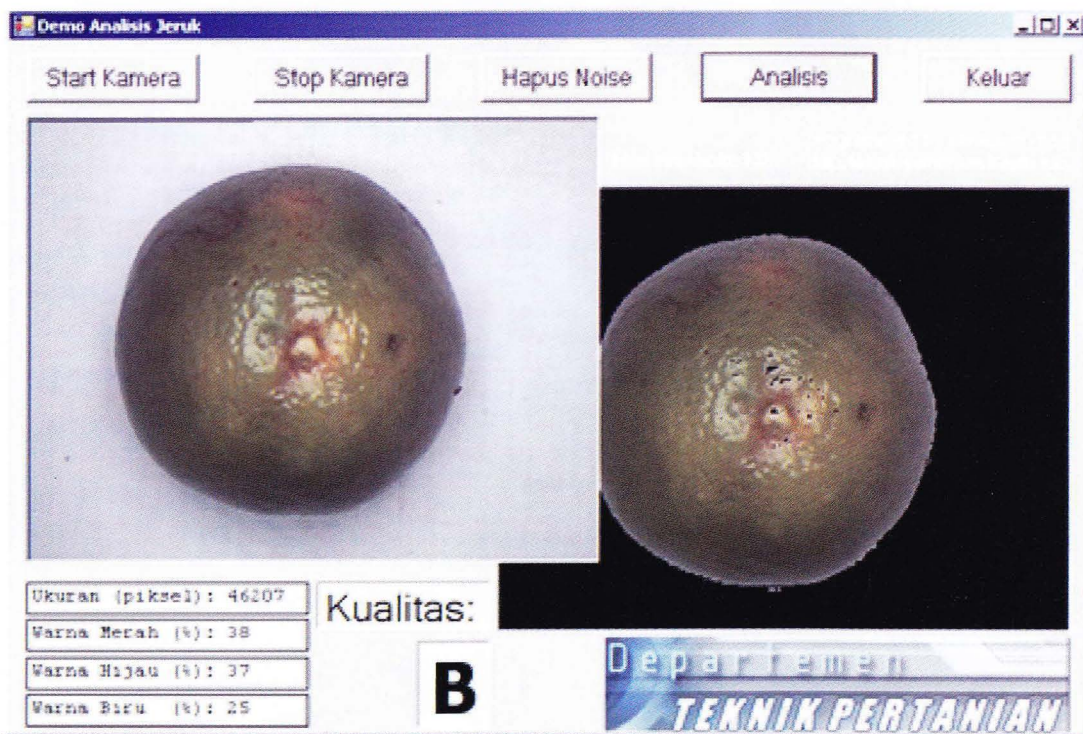 Demo Analisis Jeruk
Start Kamera Stop Kamera Hapus Noise Analisis Keluar
Ukuran (piksel): 46207
Warna Merah (%): 38
Warna Hijau (%): 37
Warna Biru (%): 25
Kualitas:
B
Departemen
TEKNIK PERTANIAN